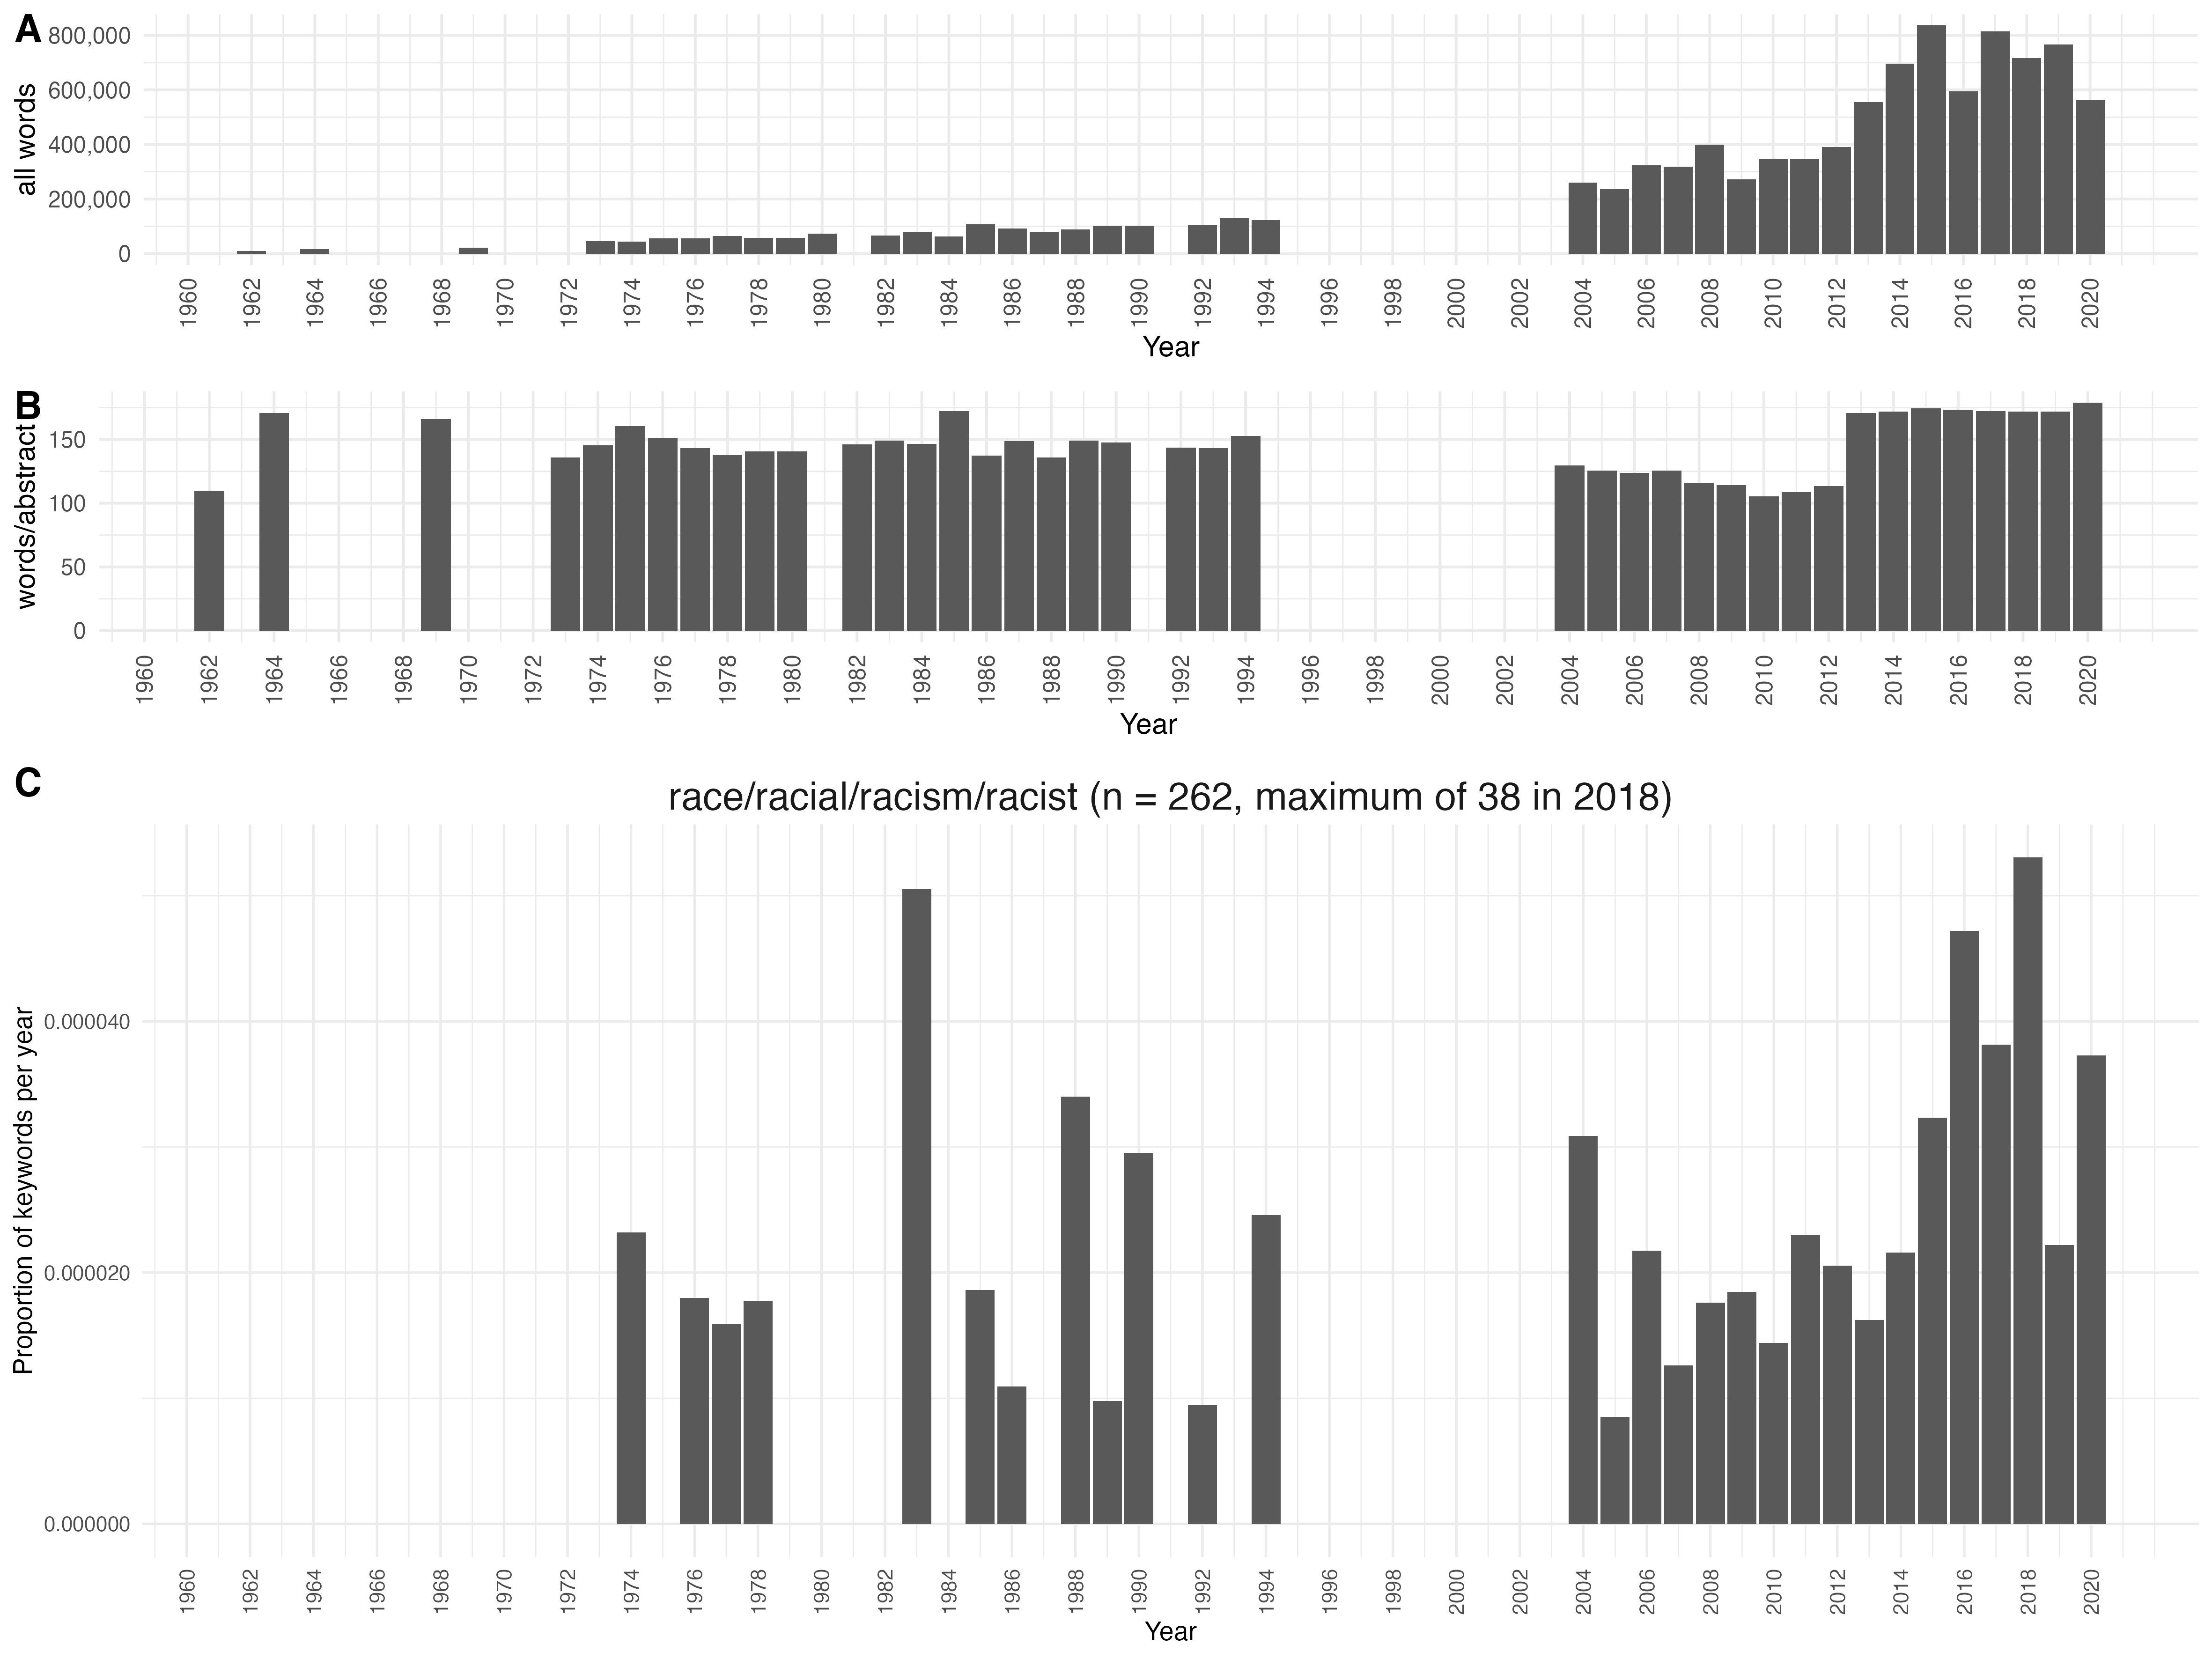 A
all words
800,000
600,000
400,000
200,000
0
1960 1962 1964 1966 1968 1970 1972 1974 1976 1978 1980 1982 1984 1986 1988 1990 1992 1994 1996 1998 2000 2002 2004 2006 2008 2010 2012 2014 2016 2018 2020
Year
B
words/abstract
150
100
50
0
1960 1962 1964 1966 1968 1970 1972 1974 1976 1978 1980 1982 1984 1986 1988 1990 1992 1994 1996 1998 2000 2002 2004 2006 2008 2010 2012 2014 2016 2018 2020
Year
C
race/racial/racism/racist (n = 262, maximum of 38 in 2018)
Proportion of keywords per year
0.000040
0.000020
0.000000
1960 1962 1964 1966 1968 1970 1972 1974 1976 1978 1980 1982 1984 1986 1988 1990 1992 1994 1996 1998 2000 2002 2004 2006 2008 2010 2012 2014 2016 2018 2020
Year